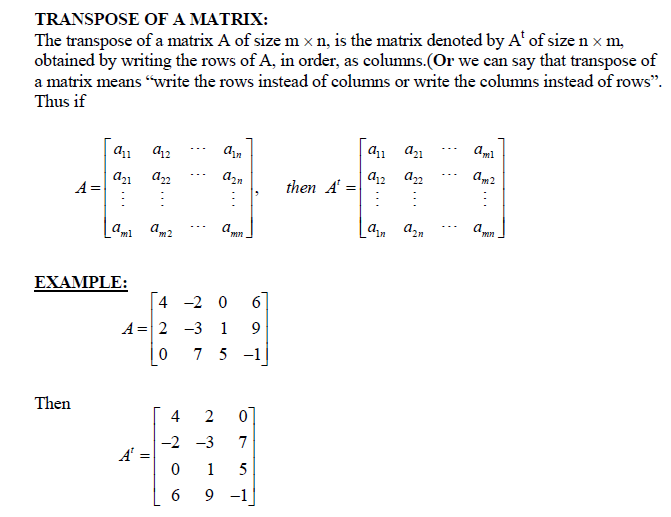 TRANSPOSE OF A MATRIX:
The transpose of a matrix A of size m × n, is the matrix denoted by Aᵗ of size n × m,
obtained by writing the rows of A, in order, as columns.(Or we can say that transpose of
a matrix means “write the rows instead of columns or write the columns instead of rows”.
Thus if
a₁₁ a₁₂ ⋯ a₁ₙ a₁₁ a₂₁ ⋯ aₘ₁
A = a₂₁ a₂₂ ⋯ a₂ₙ , then Aᵗ = a₁₂ a₂₂ ⋯ aₘ₂
⋮ ⋮ ⋮ ⋮ ⋮ ⋮
aₘ₁ aₘ₂ ⋯ aₘₙ a₁ₙ a₂ₙ ⋯ aₘₙ
EXAMPLE:
4 −2 0 6
A = 2 −3 1 9
0 7 5 −1
Then
4 2 0
−2 −3 7
Aᵗ =
0 1 5
6 9 −1